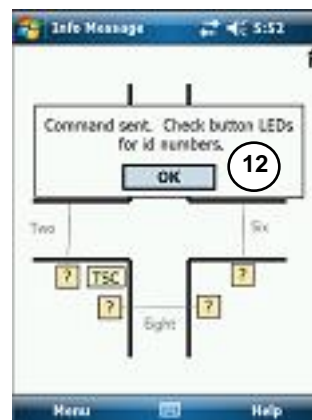 Info Message 5:52
Command sent. Check button LEDs
for id numbers.
OK
12
Two
Six
? TSC ?
? ?
Eight
Menu Help